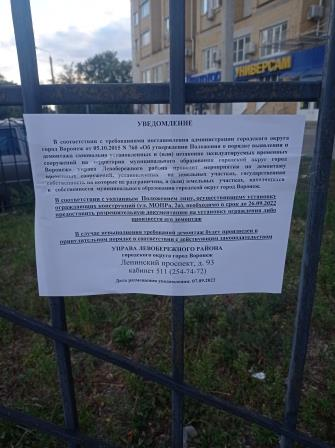 УНИВЕРСАМ
УВЕДОМЛЕНИЕ
В соответствии с требованиями постановления администрации городского округа
город Воронеж от 05.10.2015 N 760 «Об утверждении Положения о порядке выявления и
демонтажа самовольно установленных и (или) незаконно эксплуатируемых временных
сооружений на территории муниципального образования городской округ город
Воронеж» управа Левобережного района проводит мероприятия по демонтажу
временных сооружений, установленных на земельных участках, государственная
собственность на которые не разграничена, и (или) земельных участках, находящихся
в собственности муниципального образования городской округ город Воронеж.
В соответствии с указанным Положением лицу, осуществившему установку
ограждающих конструкций (ул. МОПРа, 2а), необходимо в срок до 26.09.2022
предоставить разрешительную документацию на установку ограждения либо
произвести его демонтаж
В случае невыполнения требований демонтаж будет произведен в
принудительном порядке в соответствии с действующим законодательством
УПРАВА ЛЕВОБЕРЕЖНОГО РАЙОНА
городского округа город Воронеж
Ленинский проспект, д. 93
кабинет 511 (254-74-72)
Дата размещения уведомления: 07.09.2022